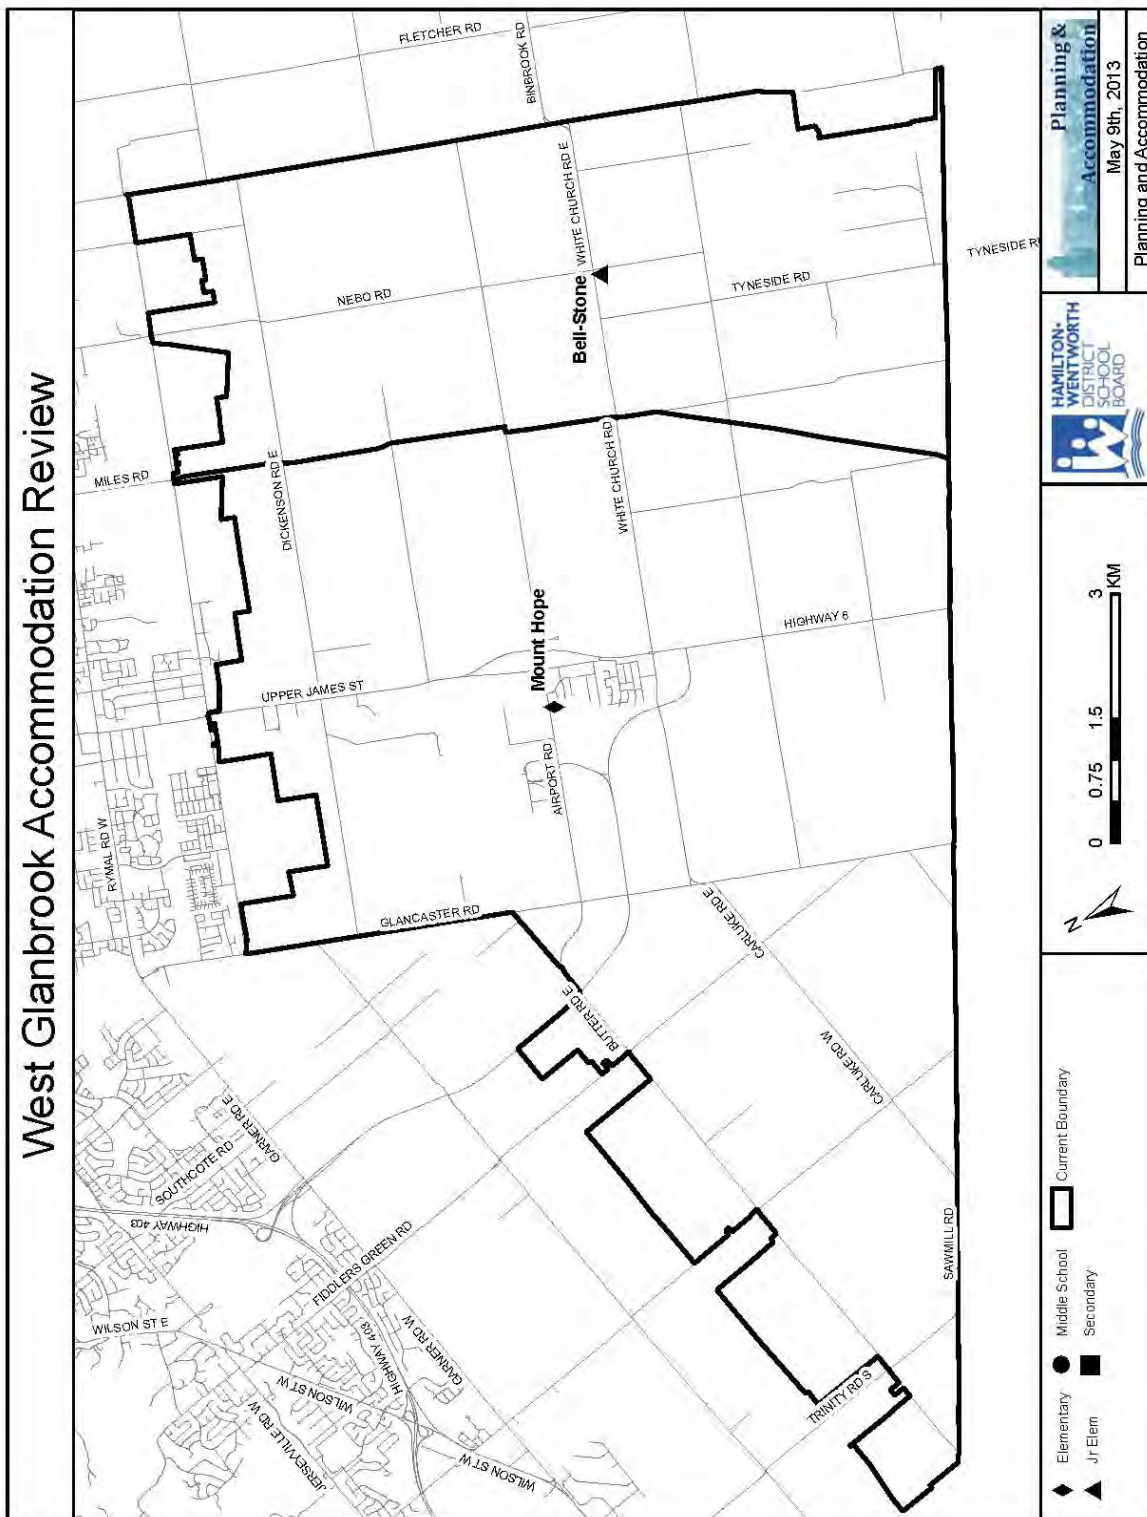 West Glanbrook Accommodation Review
FLETCHER RD
BINBROOK RD
WHITE CHURCH RD E
NEBO RD
Bell-Stone
TYNESIDE RD
TYNESIDE R
MILES RD
DICKENSON RD E
WHITE CHURCH RD
Mount Hope
HIGHWAY 6
UPPER JAMES ST
AIRPORT RD
RYMAL RD W
GLANCASTER RD
CARLUKE RD E
BUTTER RD E
CARLUKE RD W
GARNER RD E
SOUTHCOTE RD
HIGHWAY 403
FIDDLERS GREEN RD
WILSON ST E
HIGHWAY 403
GARNER RD W
WILSON ST W
JERSEYVILLE RD W
WILSON ST W
TRINITY RD S
SAWMILL RD
Elementary
Middle School
Current Boundary
Jr Elem
Secondary
N
0 0.75 1.5 3
KM
HAMILTON-
WENTWORTH
DISTRICT
SCHOOL
BOARD
Planning &
Accommodation
May 9th, 2013
Planning and Accommodation